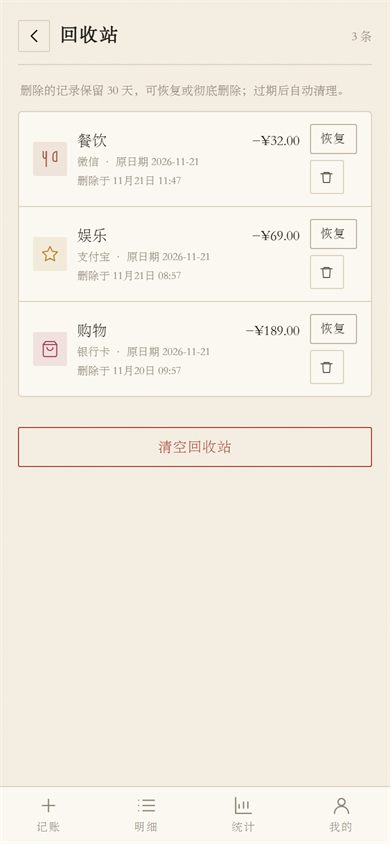 回收站
3 条
删除的记录保留 30 天，可恢复或彻底删除；过期后自动清理。
餐饮
−¥32.00
恢复
微信 · 原日期 2026-11-21
删除于 11月21日 11:47
娱乐
−¥69.00
恢复
支付宝 · 原日期 2026-11-21
删除于 11月21日 08:57
购物
−¥189.00
恢复
银行卡 · 原日期 2026-11-21
删除于 11月20日 09:57
清空回收站
记账
明细
统计
我的